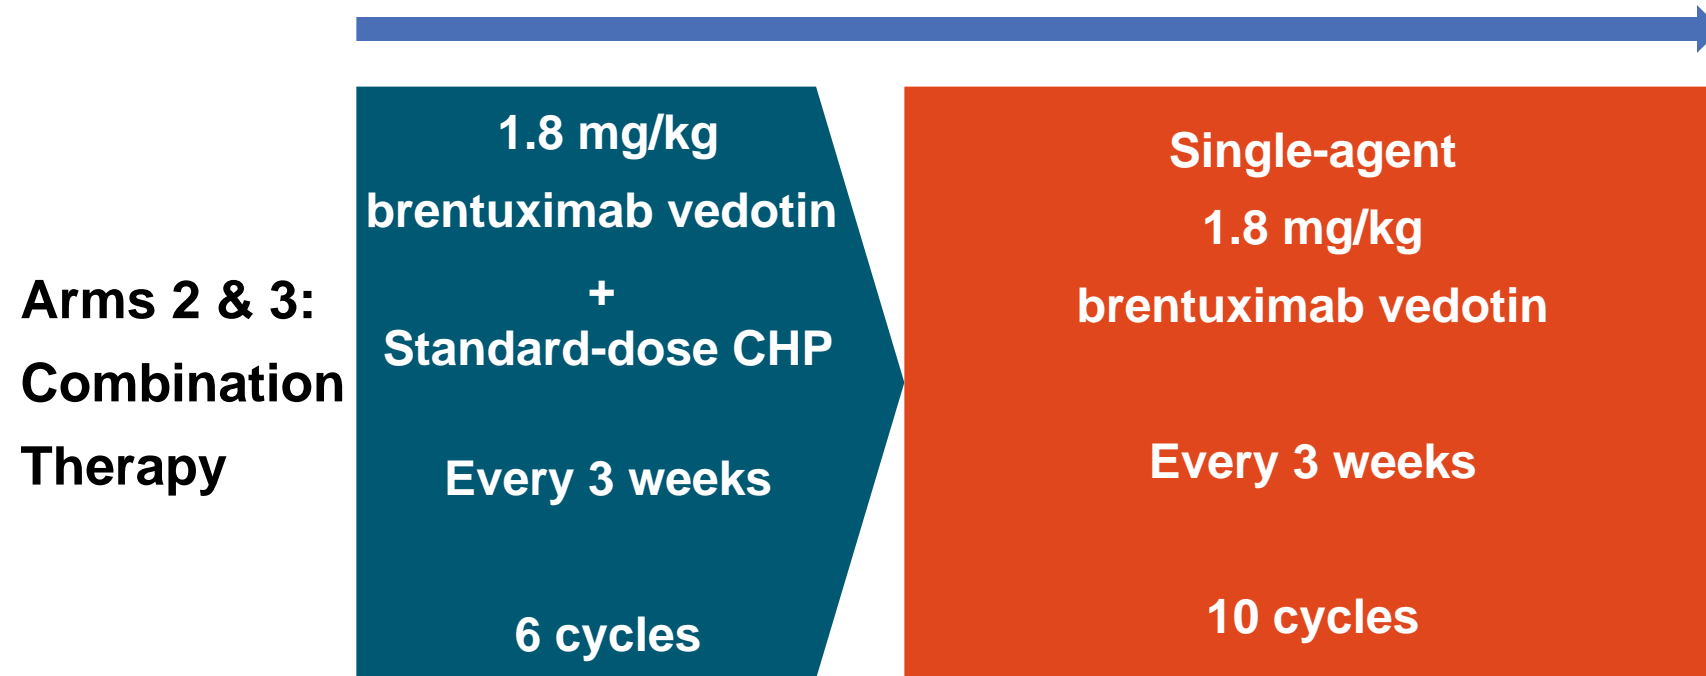 Arms 2 & 3:
Combination
Therapy
1.8 mg/kg
brentuximab vedotin
+
Standard-dose CHP
Every 3 weeks
6 cycles
Single-agent
1.8 mg/kg
brentuximab vedotin
Every 3 weeks
10 cycles